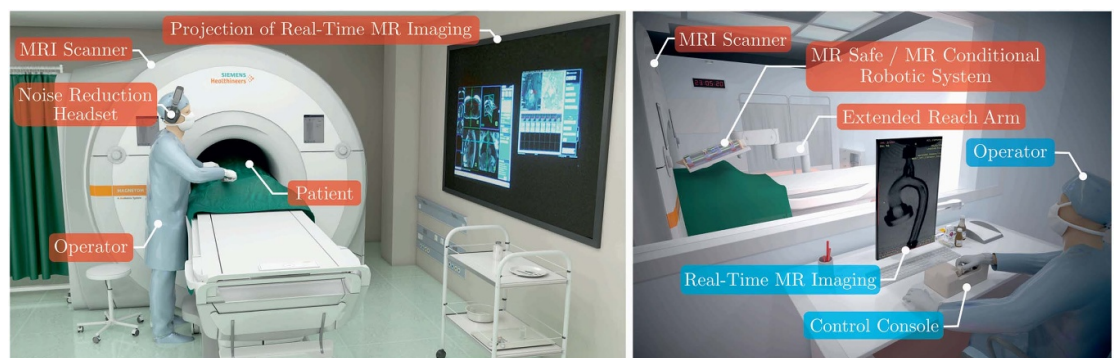 Projection of Real-Time MR Imaging
MRI Scanner
SIEMENS
Healthineers
Noise Reduction
Headset
Patient
Operator
MRI Scanner
MR Safe / MR Conditional
Robotic System
Extended Reach Arm
Operator
Real-Time MR Imaging
Control Console